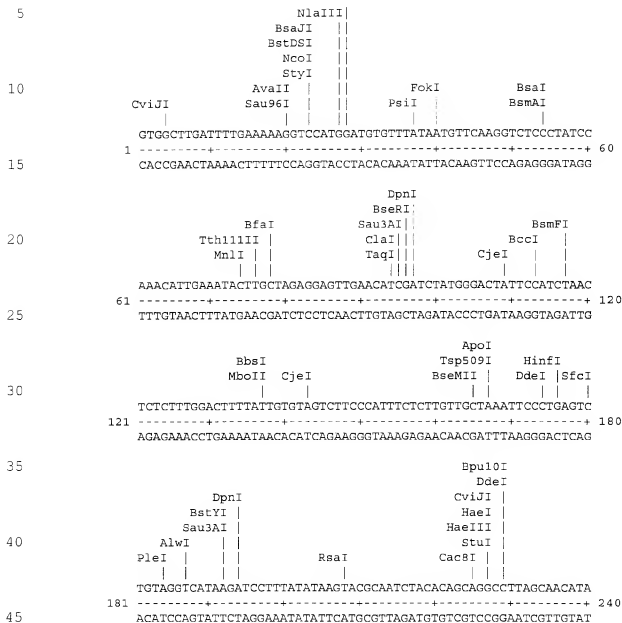 5 NlaIII
BsaJI
BstDSI
NcoI
StyI
10 AvaII FokI BsaI
CviJI Sau96I PsiI BsmAI
GTGGCTTGATTTTGAAAAAGGTCCATGGATGTGTTTATAATGTTCAAGGTCTCCCTATCC
1 ---------+---------+---------+---------+---------+---------+ 60
15 CACCGAACTAAAACTTTTTCCAGGTACCTACACAAATATTACAAGTTCCAGAGGGATAGG
DpnI
BseRI
BfaI Sau3AI BsmFI
20 Tth111II ClaI BccI
MnlI TaqI CjeI
AAACATTGAAATACTTGCTAGAGGAGTTGAACATCGATCTATGGGACTATTCCATCTAAC
61 ---------+---------+---------+---------+---------+---------+ 120
25 TTTGTAACTTTATGAACGATCTCCTCAACTTGTAGCTAGATACCCTGATAAGGTAGATTG
ApoI
BbsI Tsp509I HinfI
MboII CjeI BseMII DdeI SfcI
30
TCTCTTTGGACTTTTATTGTGTAGTCTTCCCATTTCTCTTGTTGCTAAATTCCCTGAGTC
121 ---------+---------+---------+---------+---------+---------+ 180
AGAGAAACCTGAAAATAACACATCAGAAGGGTAAAGAGAACAACGATTTAAGGGACTCAG
35 Bpu10I
DdeI
DpnI CviJI
BstYI HaeI
Sau3AI HaeIII
40 AlwI StuI
PleI RsaI Cac8I
TGTAGGTCATAAGATCCTTTATATAAGTACGCAATCTACACAGCAGGCCTTAGCAACATA
181 ---------+---------+---------+---------+---------+---------+ 240
45 ACATCCAGTATTCTAGGAAATATATTCATGCGTTAGATGTGTCGTCCGGAATCGTTGTAT